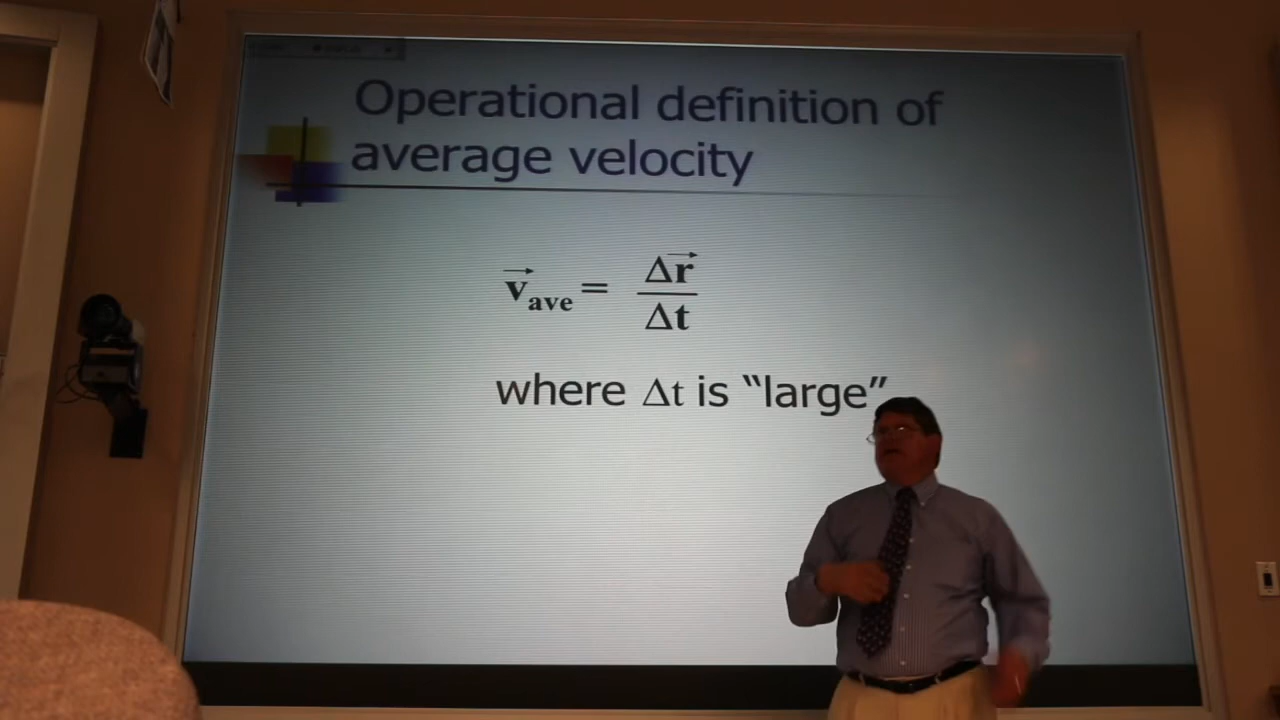 Operational definition of
average velocity
v⃗ave = Δr⃗ / Δt
where Δt is “large”